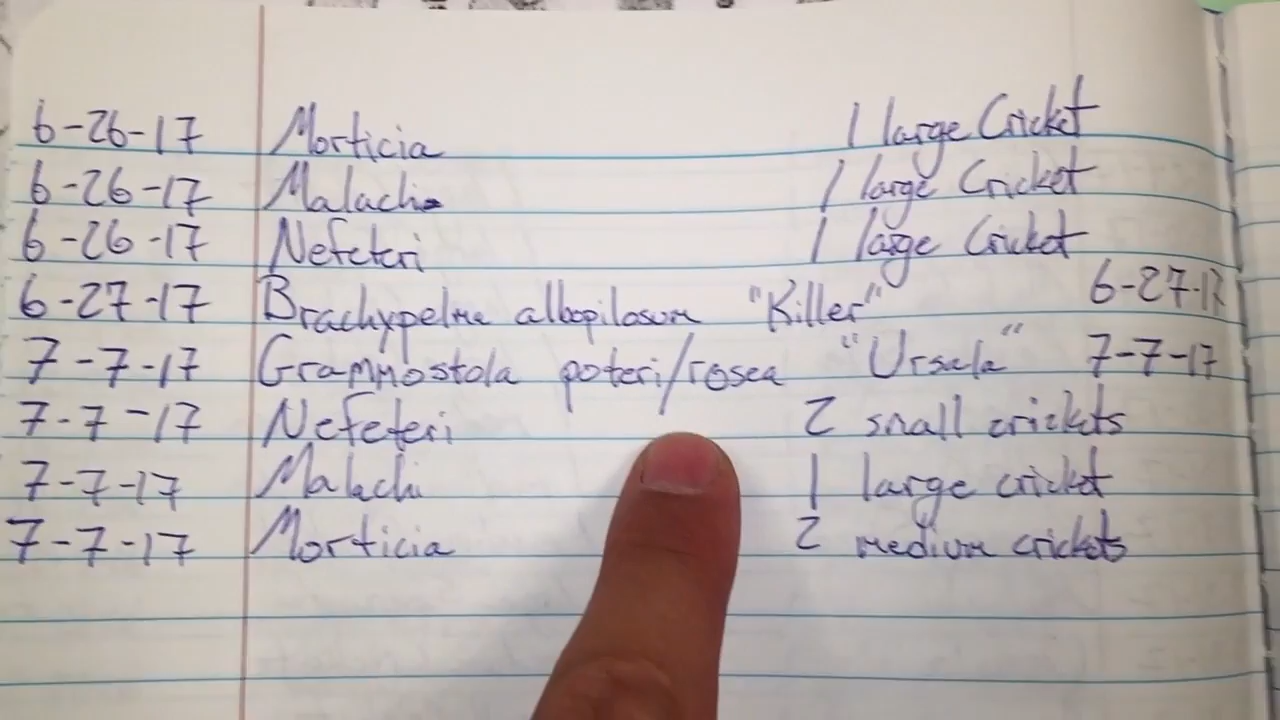 6-26-17 Morticia 1 large Cricket
6-26-17 Malachi 1 large Cricket
6-26-17 Nefeteri 1 large Cricket
6-27-17 Brachypelma albopilosum "Killer" 6-27-17
7-7-17 Grammostola poteri/rosea "Ursula" 7-7-17
7-7-17 Nefeteri 2 small crickets
7-7-17 Malachi 1 large cricket
7-7-17 Morticia 2 medium crickets